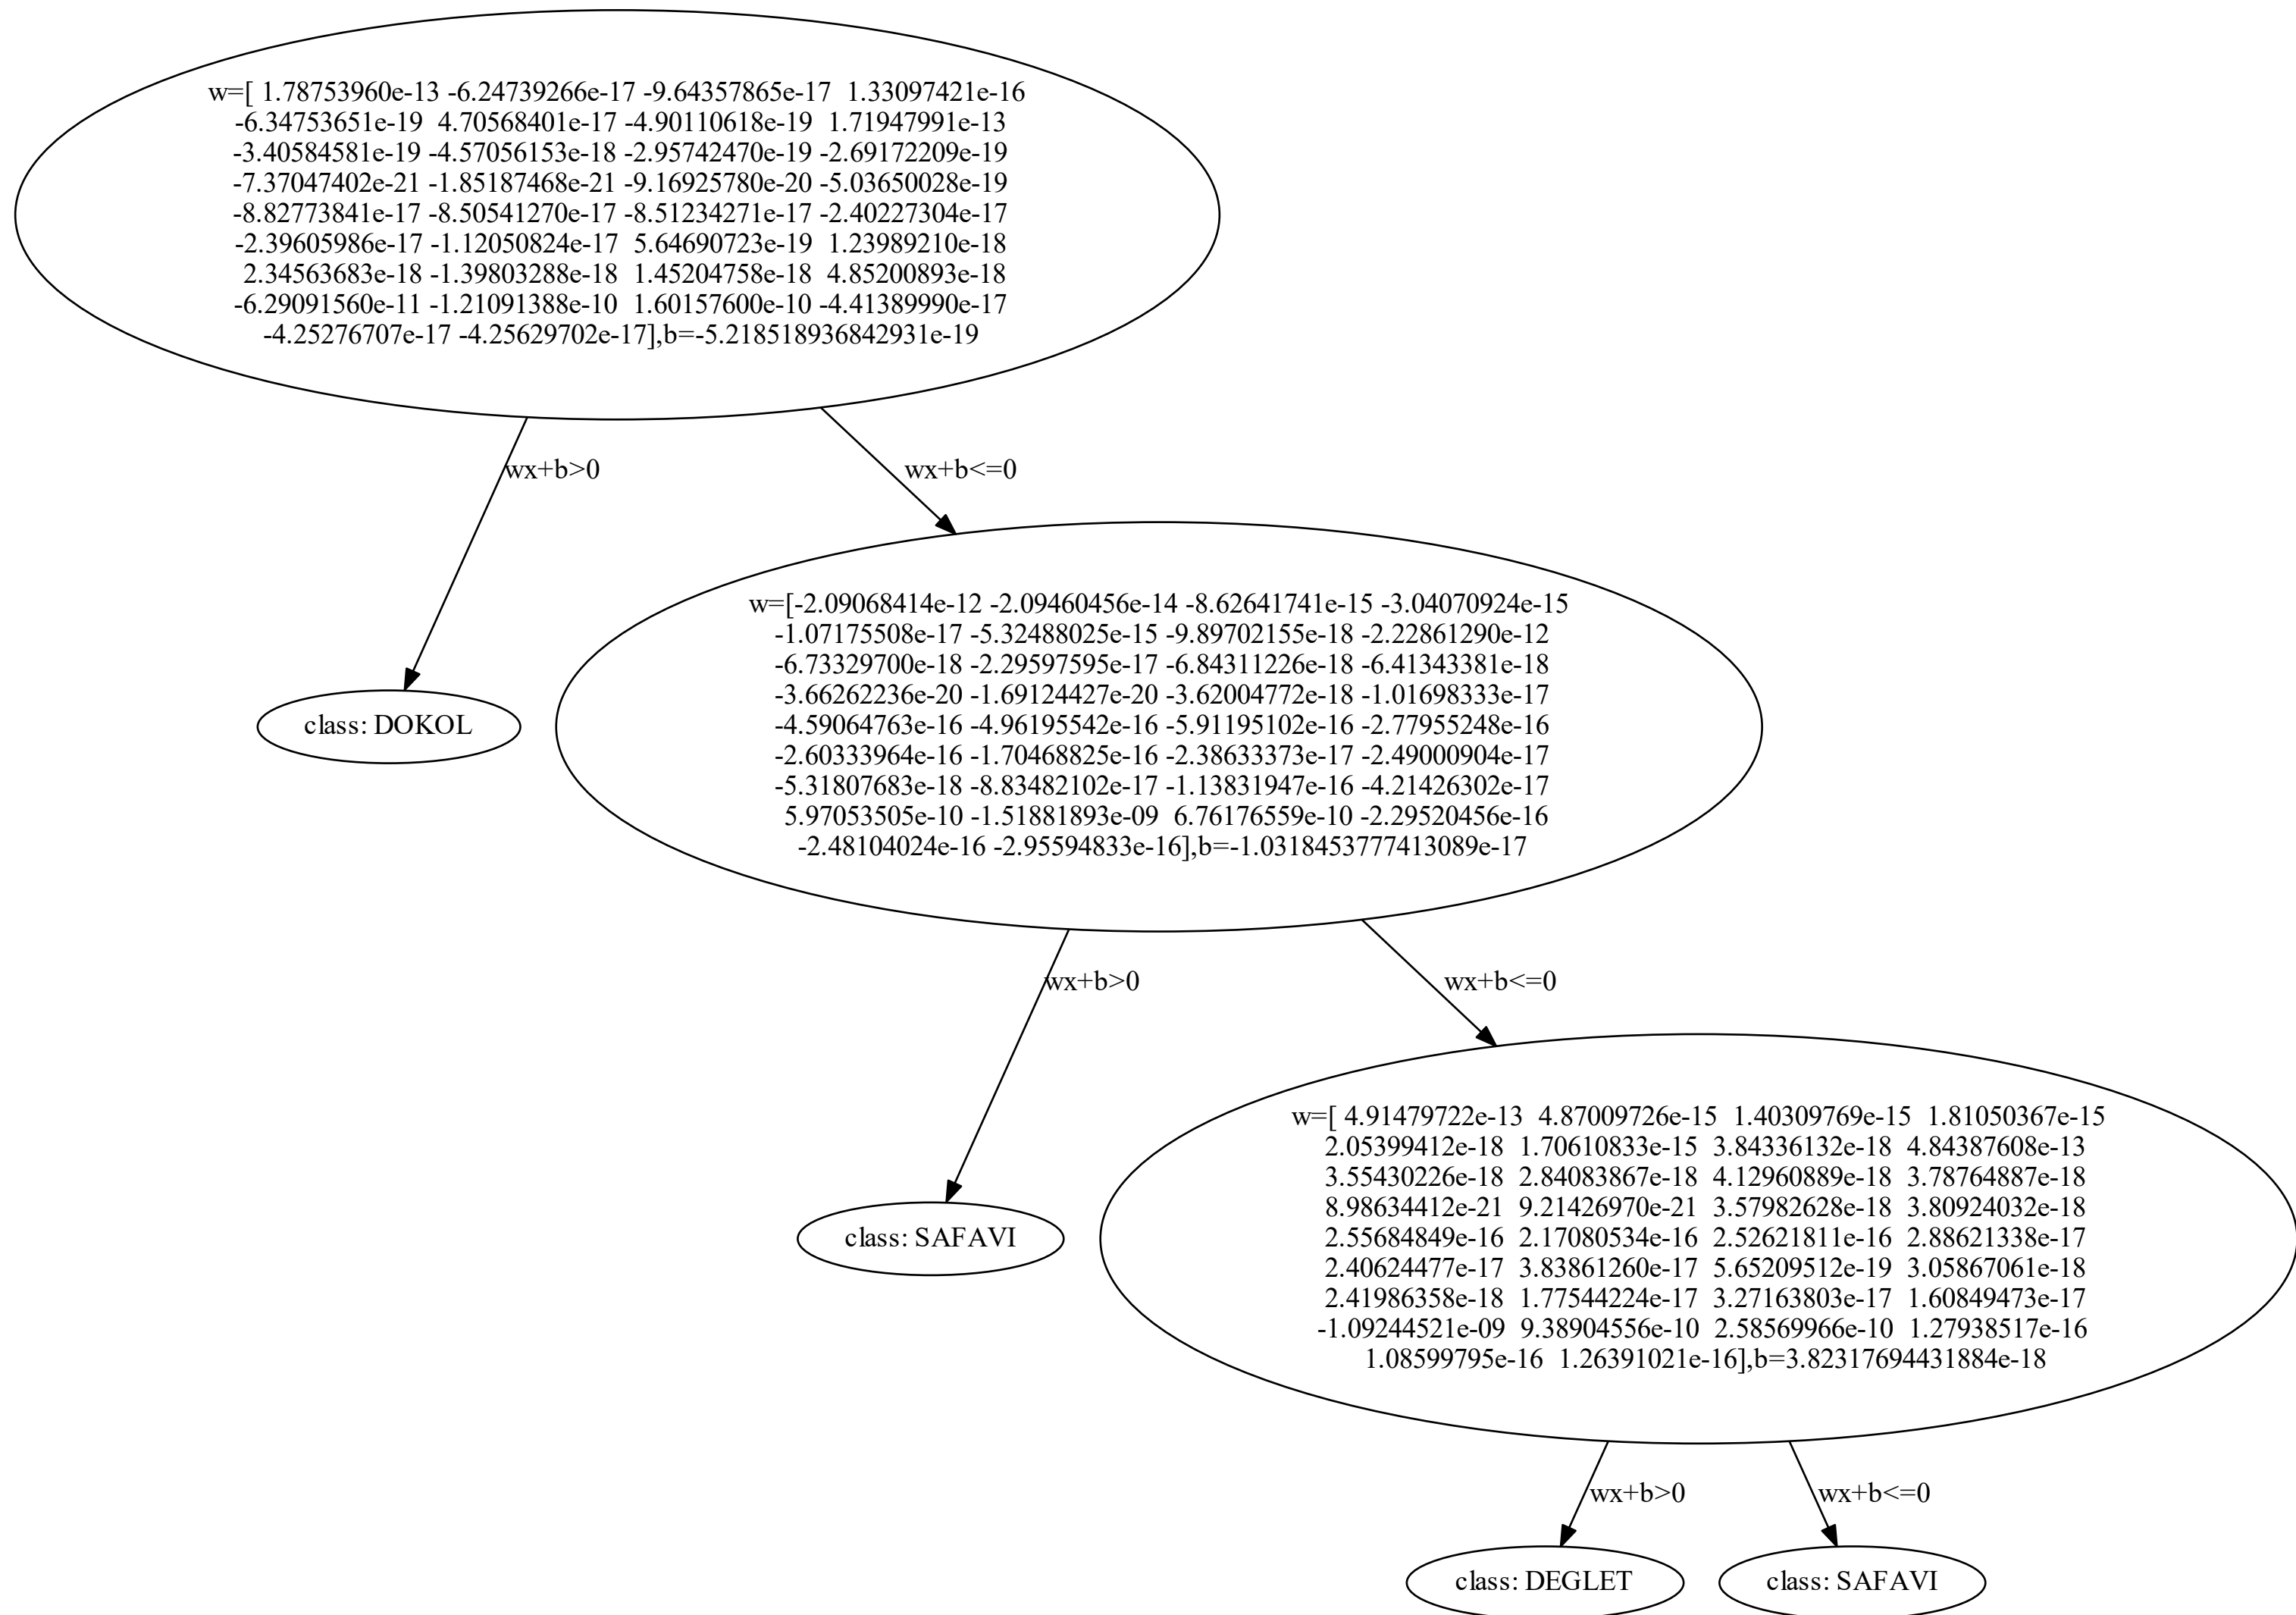 w=[ 1.78753960e-13 -6.24739266e-17 -9.64357865e-17  1.33097421e-16
-6.34753651e-19  4.70568401e-17 -4.90110618e-19  1.71947991e-13
-3.40584581e-19 -4.57056153e-18 -2.95742470e-19 -2.69172209e-19
-7.37047402e-21 -1.85187468e-21 -9.16925780e-20 -5.03650028e-19
-8.82773841e-17 -8.50541270e-17 -8.51234271e-17 -2.40227304e-17
-2.39605986e-17 -1.12050824e-17  5.64690723e-19  1.23989210e-18
2.34563683e-18 -1.39803288e-18  1.45204758e-18  4.85200893e-18
-6.29091560e-11 -1.21091388e-10  1.60157600e-10 -4.41389990e-17
-4.25276707e-17 -4.25629702e-17],b=-5.218518936842931e-19
wx+b>0
wx+b<=0
class: DOKOL
w=[-2.09068414e-12 -2.09460456e-14 -8.62641741e-15 -3.04070924e-15
-1.07175508e-17 -5.32488025e-15 -9.89702155e-18 -2.22861290e-12
-6.73329700e-18 -2.29597595e-17 -6.84311226e-18 -6.41343381e-18
-3.66262236e-20 -1.69124427e-20 -3.62004772e-18 -1.01698333e-17
-4.59064763e-16 -4.96195542e-16 -5.91195102e-16 -2.77955248e-16
-2.60333964e-16 -1.70468825e-16 -2.38633373e-17 -2.49000904e-17
-5.31807683e-18 -8.83482102e-17 -1.13831947e-16 -4.21426302e-17
5.97053505e-10 -1.51881893e-09  6.76176559e-10 -2.29520456e-16
-2.48104024e-16 -2.95594833e-16],b=-1.0318453777413089e-17
wx+b>0
wx+b<=0
class: SAFAVI
w=[ 4.91479722e-13  4.87009726e-15  1.40309769e-15  1.81050367e-15
2.05399412e-18  1.70610833e-15  3.84336132e-18  4.84387608e-13
3.55430226e-18  2.84083867e-18  4.12960889e-18  3.78764887e-18
8.98634412e-21  9.21426970e-21  3.57982628e-18  3.80924032e-18
2.55684849e-16  2.17080534e-16  2.52621811e-16  2.88621338e-17
2.40624477e-17  3.83861260e-17  5.65209512e-19  3.05867061e-18
2.41986358e-18  1.77544224e-17  3.27163803e-17  1.60849473e-17
-1.09244521e-09  9.38904556e-10  2.58569966e-10  1.27938517e-16
1.08599795e-16  1.26391021e-16],b=3.82317694431884e-18
wx+b>0
wx+b<=0
class: DEGLET
class: SAFAVI